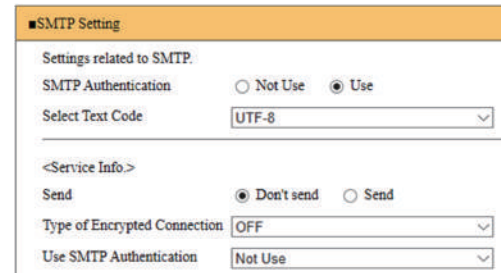 ■SMTP Setting
Settings related to SMTP.
SMTP Authentication Not Use Use
Select Text Code UTF-8
<Service Info.>
Send Don't send Send
Type of Encrypted Connection OFF
Use SMTP Authentication Not Use